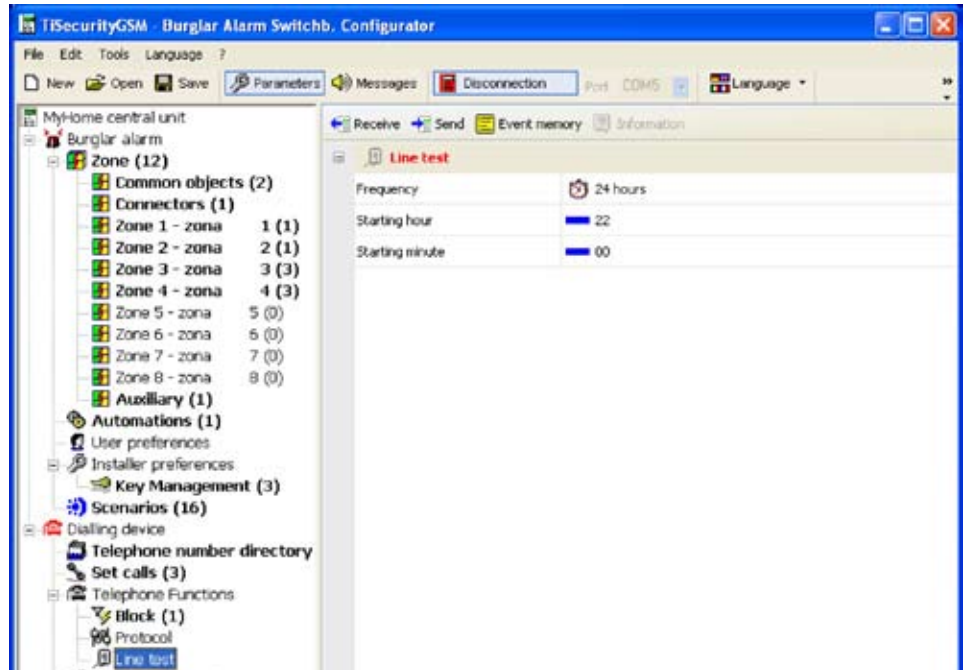 TiSecurityGSM - Burglar Alarm Switchb. Configurator
File Edit Tools Language ?
New Open Save Parameters Messages Disconnection Port COM5 Language
MyHome central unit
Burglar alarm
Zone (12)
Common objects (2)
Connectors (1)
Zone 1 - zona 1 (1)
Zone 2 - zona 2 (1)
Zone 3 - zona 3 (3)
Zone 4 - zona 4 (3)
Zone 5 - zona 5 (0)
Zone 6 - zona 6 (0)
Zone 7 - zona 7 (0)
Zone 8 - zona 8 (0)
Auxiliary (1)
Automations (1)
User preferences
Installer preferences
Key Management (3)
Scenarios (16)
Dialling device
Telephone number directory
Set calls (3)
Telephone Functions
Block (1)
Protocol
Line test
Receive Send Event memory Information
Line test
Frequency 24 hours
Starting hour 22
Starting minute 00